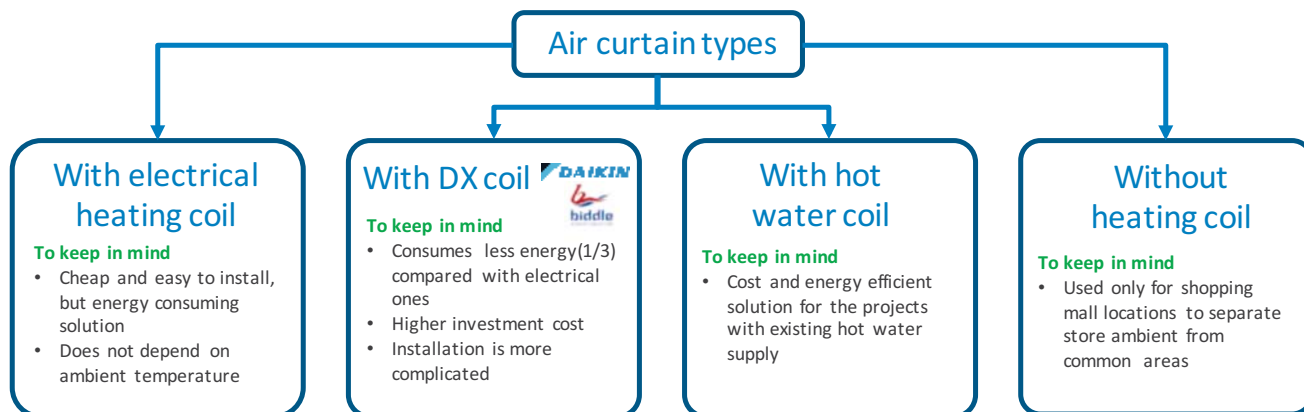 Air curtain types
With electrical
heating coil
To keep in mind
• Cheap and easy to install,
but energy consuming
solution
• Does not depend on
ambient temperature
With DX coil
DAIKIN
biddle
To keep in mind
• Consumes less energy(1/3)
compared with electrical
ones
• Higher investment cost
• Installation is more
complicated
With hot
water coil
To keep in mind
• Cost and energy efficient
solution for the projects
with existing hot water
supply
Without
heating coil
To keep in mind
• Used only for shopping
mall locations to separate
store ambient from
common areas